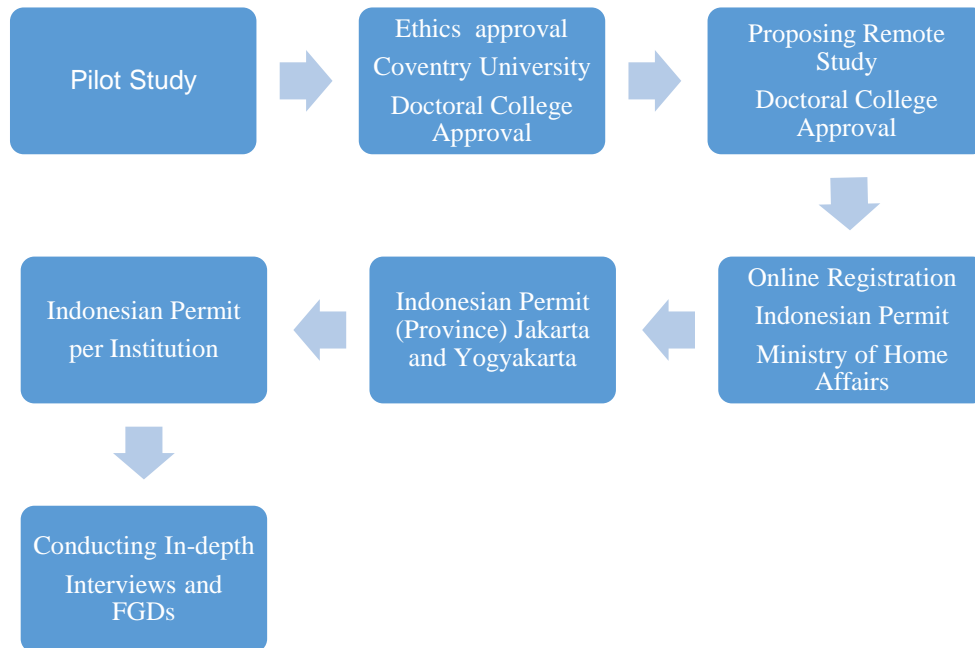 Pilot Study
Ethics approval
Coventry University
Doctoral College
Approval
Proposing Remote
Study
Doctoral College
Approval
Online Registration
Indonesian Permit
Ministry of Home
Affairs
Indonesian Permit
(Province) Jakarta
and Yogyakarta
Indonesian Permit
per Institution
Conducting In-depth
Interviews and
FGDs